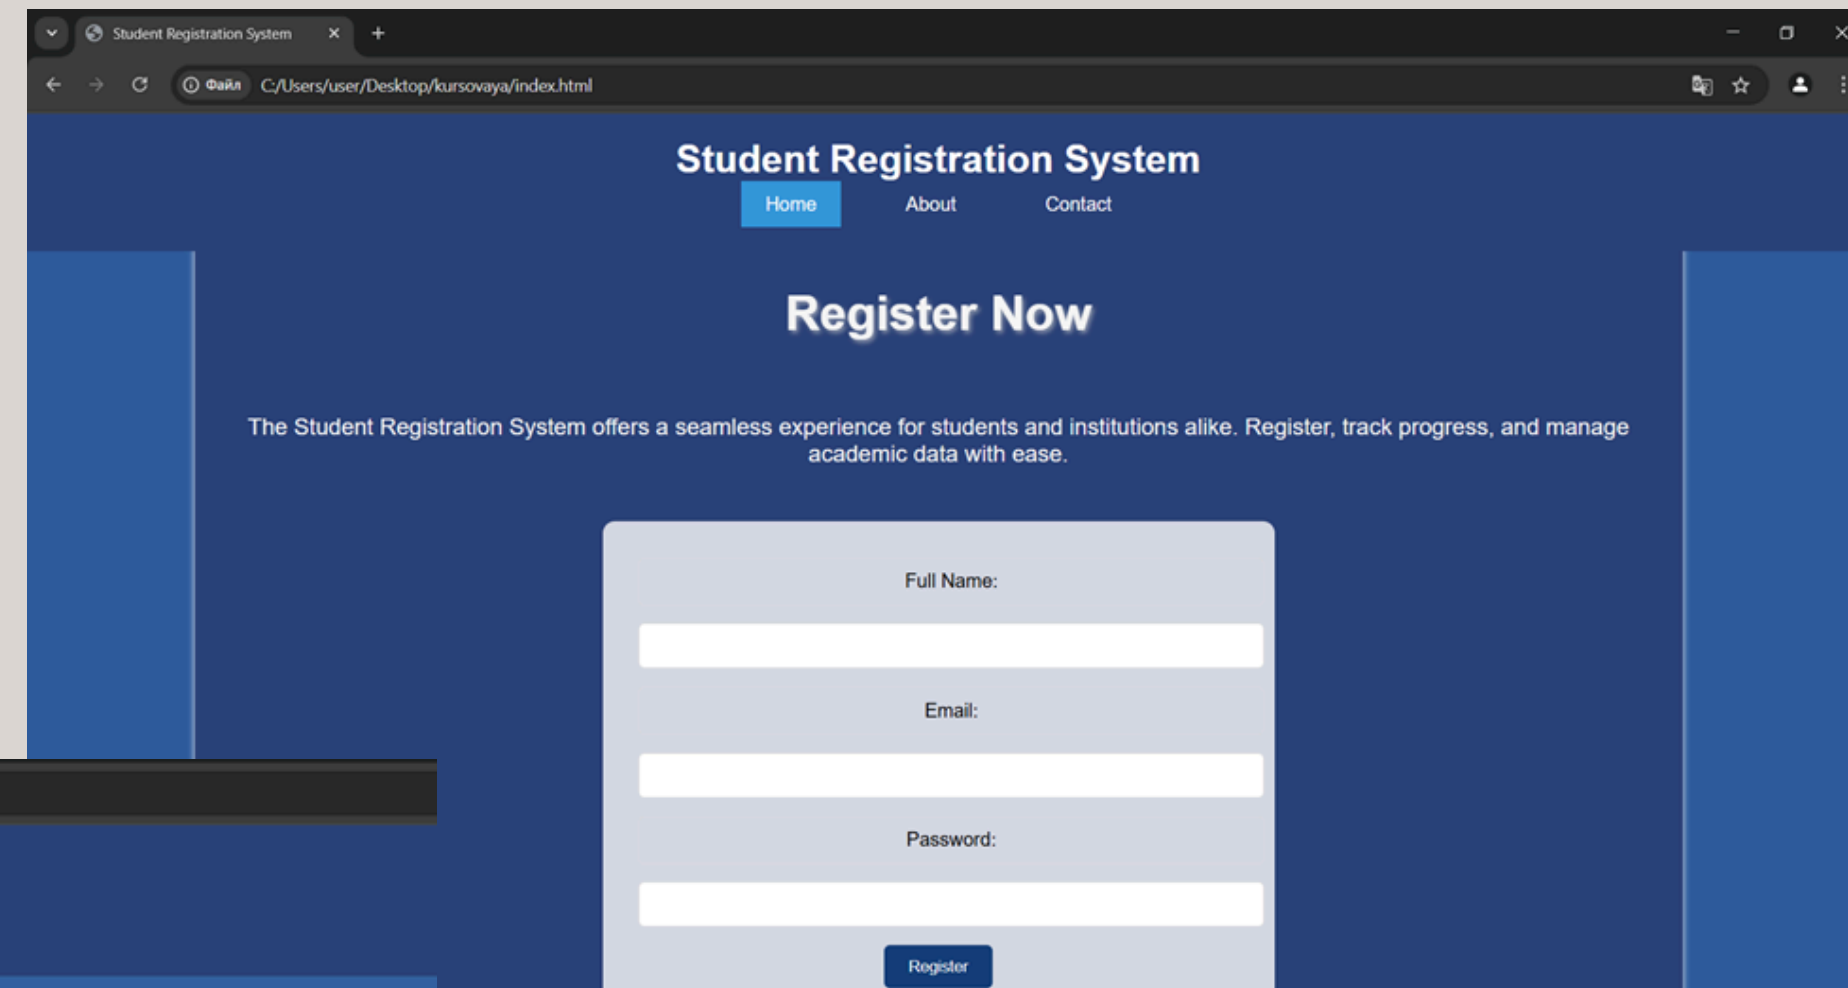 Student Registration System
Файл C:/Users/user/Desktop/kursovaya/index.html
Student Registration System
Home About Contact
Register Now
The Student Registration System offers a seamless experience for students and institutions alike. Register, track progress, and manage
academic data with ease.
Full Name:
Email:
Password:
Register